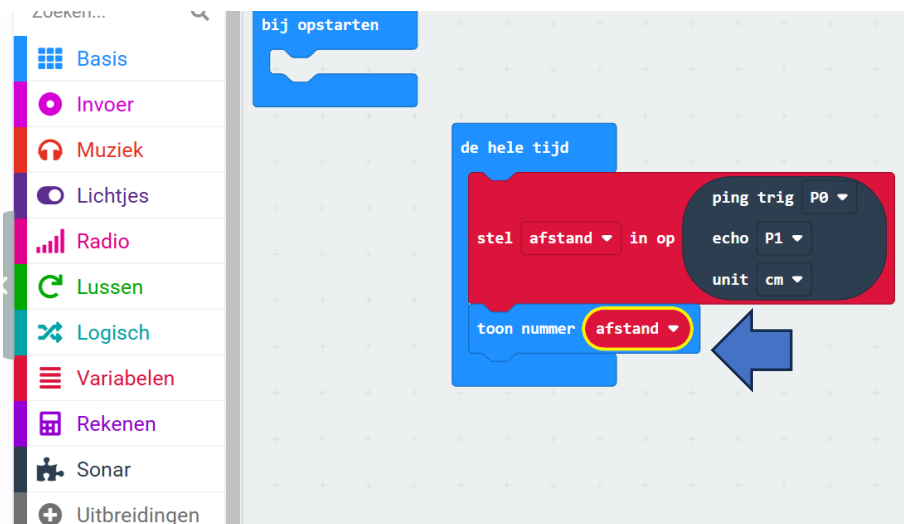 Zoeken...
Basis
Invoer
Muziek
Lichtjes
Radio
Lussen
Logisch
Variabelen
Rekenen
Sonar
Uitbreidingen
bij opstarten
de hele tijd
stel afstand in op
ping trig P0
echo P1
unit cm
toon nummer afstand